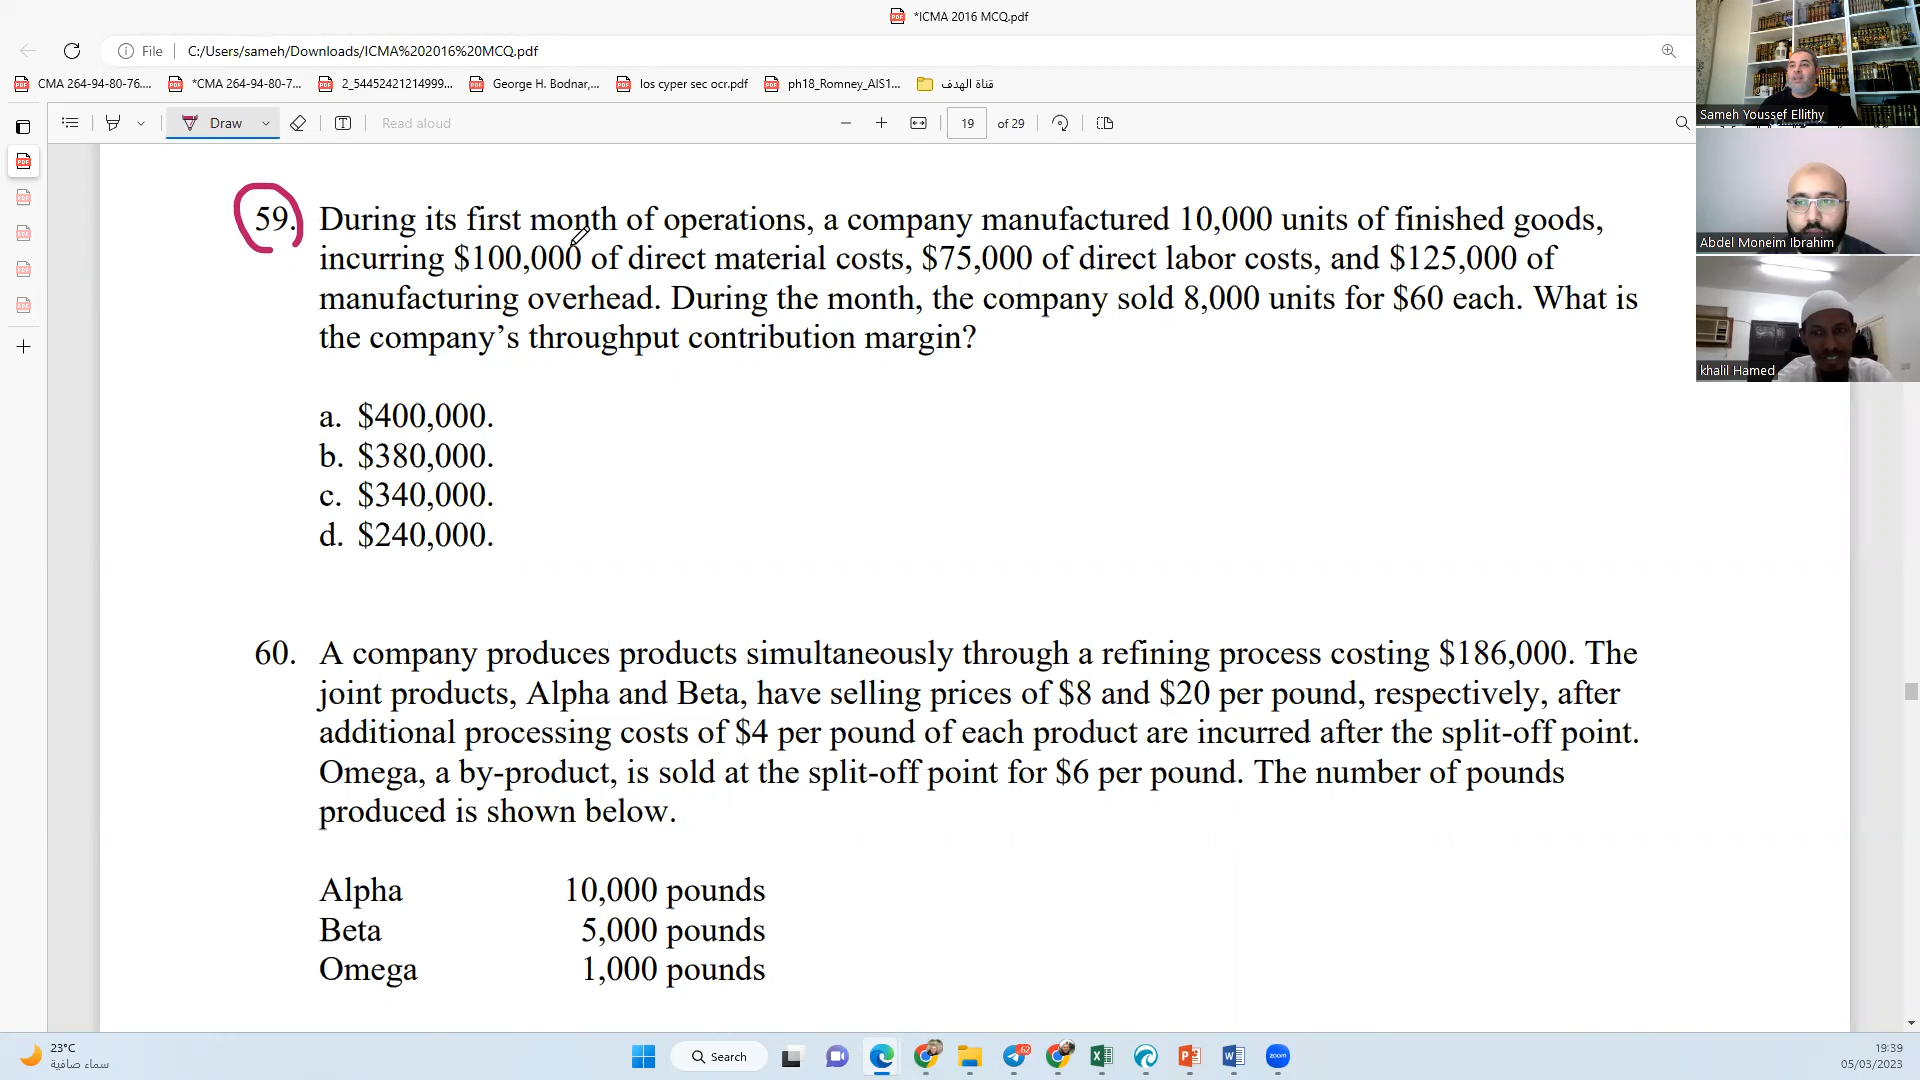 *ICMA 2016 MCQ.pdf
File C:/Users/sameh/Downloads/ICMA%202016%20MCQ.pdf
CMA 264-94-80-76.... *CMA 264-94-80-7... 2_54452421214999... George H. Bodnar,... los cyper sec ocr.pdf ph18_Romney_AIS1... قناة الهدف
Draw Read aloud 19 of 29
Sameh Youssef Ellithy
Abdel Moneim Ibrahim
khalil Hamed
59. During its first month of operations, a company manufactured 10,000 units of finished goods,
incurring $100,000 of direct material costs, $75,000 of direct labor costs, and $125,000 of
manufacturing overhead. During the month, the company sold 8,000 units for $60 each. What is
the company’s throughput contribution margin?
a. $400,000.
b. $380,000.
c. $340,000.
d. $240,000.
60. A company produces products simultaneously through a refining process costing $186,000. The
joint products, Alpha and Beta, have selling prices of $8 and $20 per pound, respectively, after
additional processing costs of $4 per pound of each product are incurred after the split-off point.
Omega, a by-product, is sold at the split-off point for $6 per pound. The number of pounds
produced is shown below.
Alpha 10,000 pounds
Beta 5,000 pounds
Omega 1,000 pounds
23°C
سماء صافية
Search
62
zoom
19:39
05/03/2023